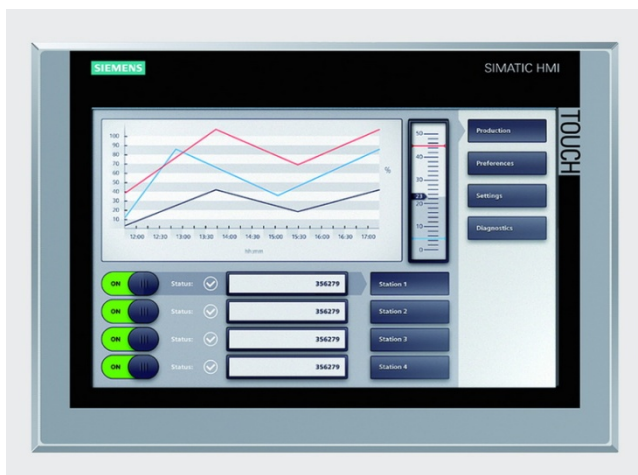 SIEMENS
SIMATIC HMI
TOUCH
100
90
80
70
60
50
40
30
20
10
12:00 12:30 13:00 13:30 14:00 14:30 15:00 15:30 16:00 16:30 17:00
hh:mm
%
50
40
30
23
20
10
0
Production
Preferences
Settings
Diagnostics
ON Status: 356279 Station 1
ON Status: 356279 Station 2
ON Status: 356279 Station 3
ON Status: 356279 Station 4